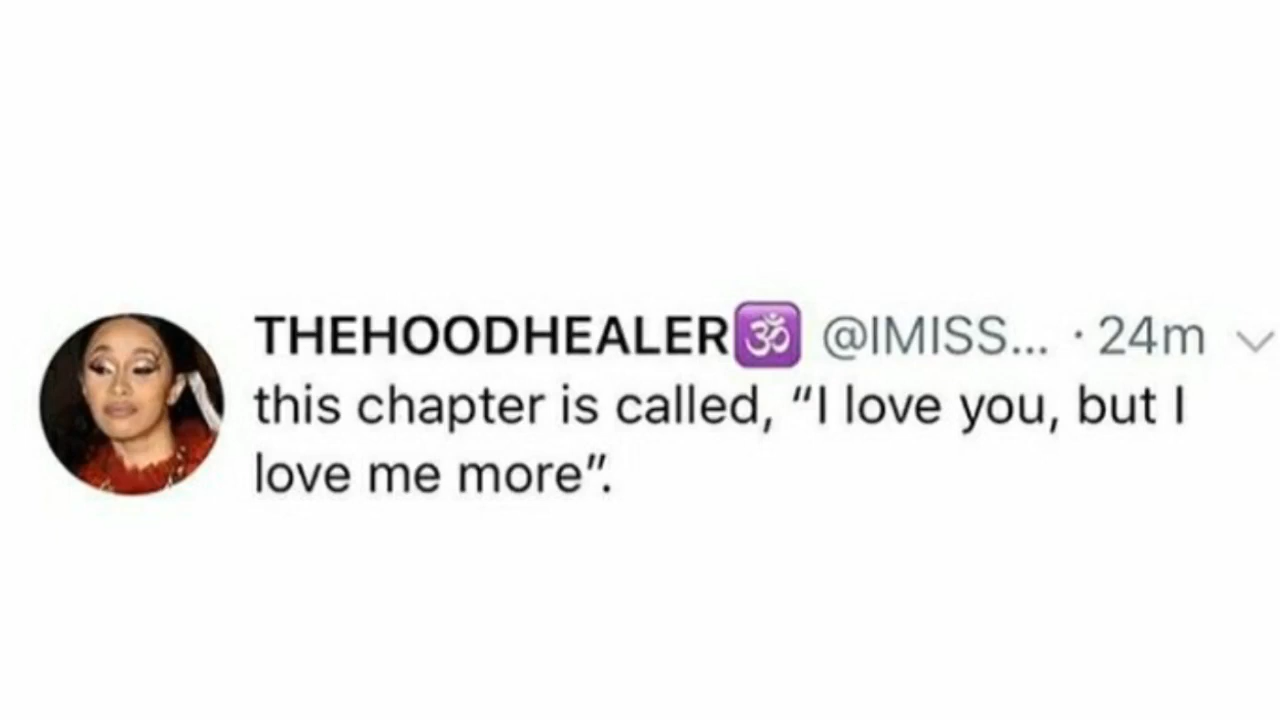 THEHOODHEALER🕉 @IMISS... · 24m
this chapter is called, “I love you, but I
love me more”.